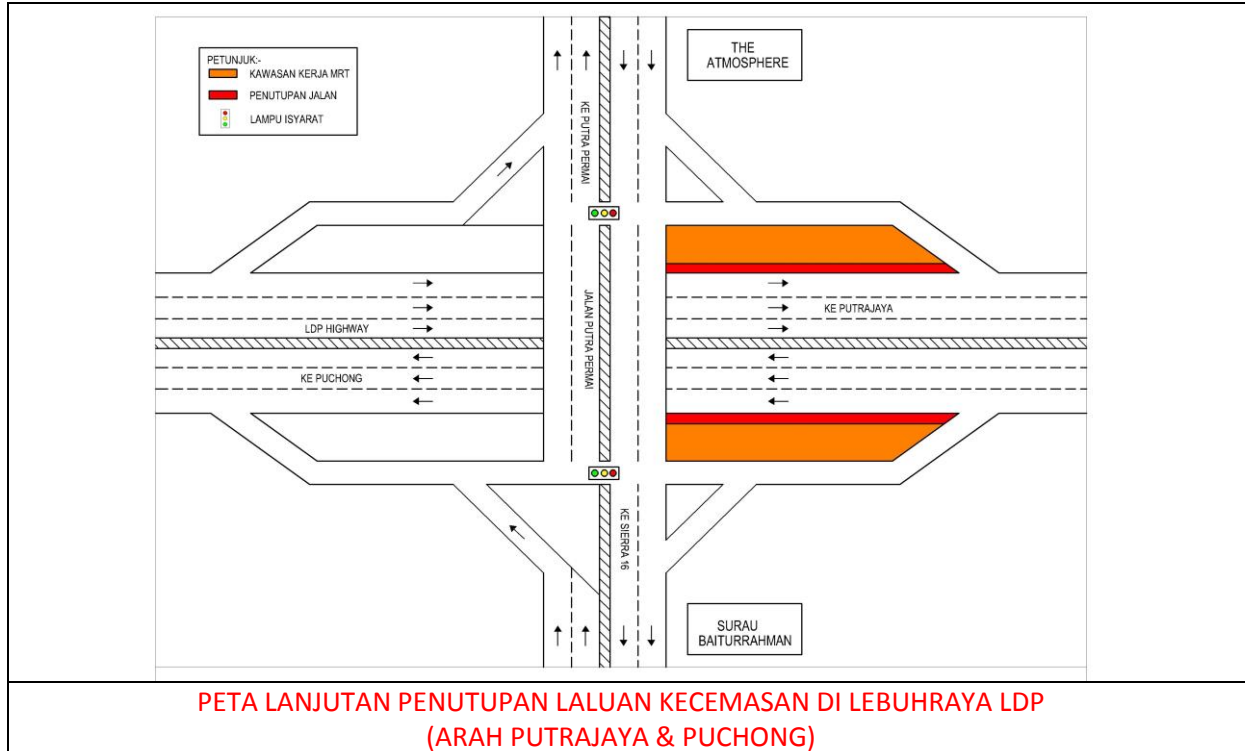 THE
ATMOSPHERE
PETUNJUK:-
KAWASAN KERJA MRT
PENUTUPAN JALAN
LAMPU ISYARAT
KE PUTRA PERMAI
JALAN PUTRA PERMAI
KE PUTRAJAYA
LDP HIGHWAY
KE PUCHONG
KE SIERRA 16
SURAU
BAITURRAHMAN
PETA LANJUTAN PENUTUPAN LALUAN KECEMASAN DI LEBUHRAYA LDP
(ARAH PUTRAJAYA & PUCHONG)